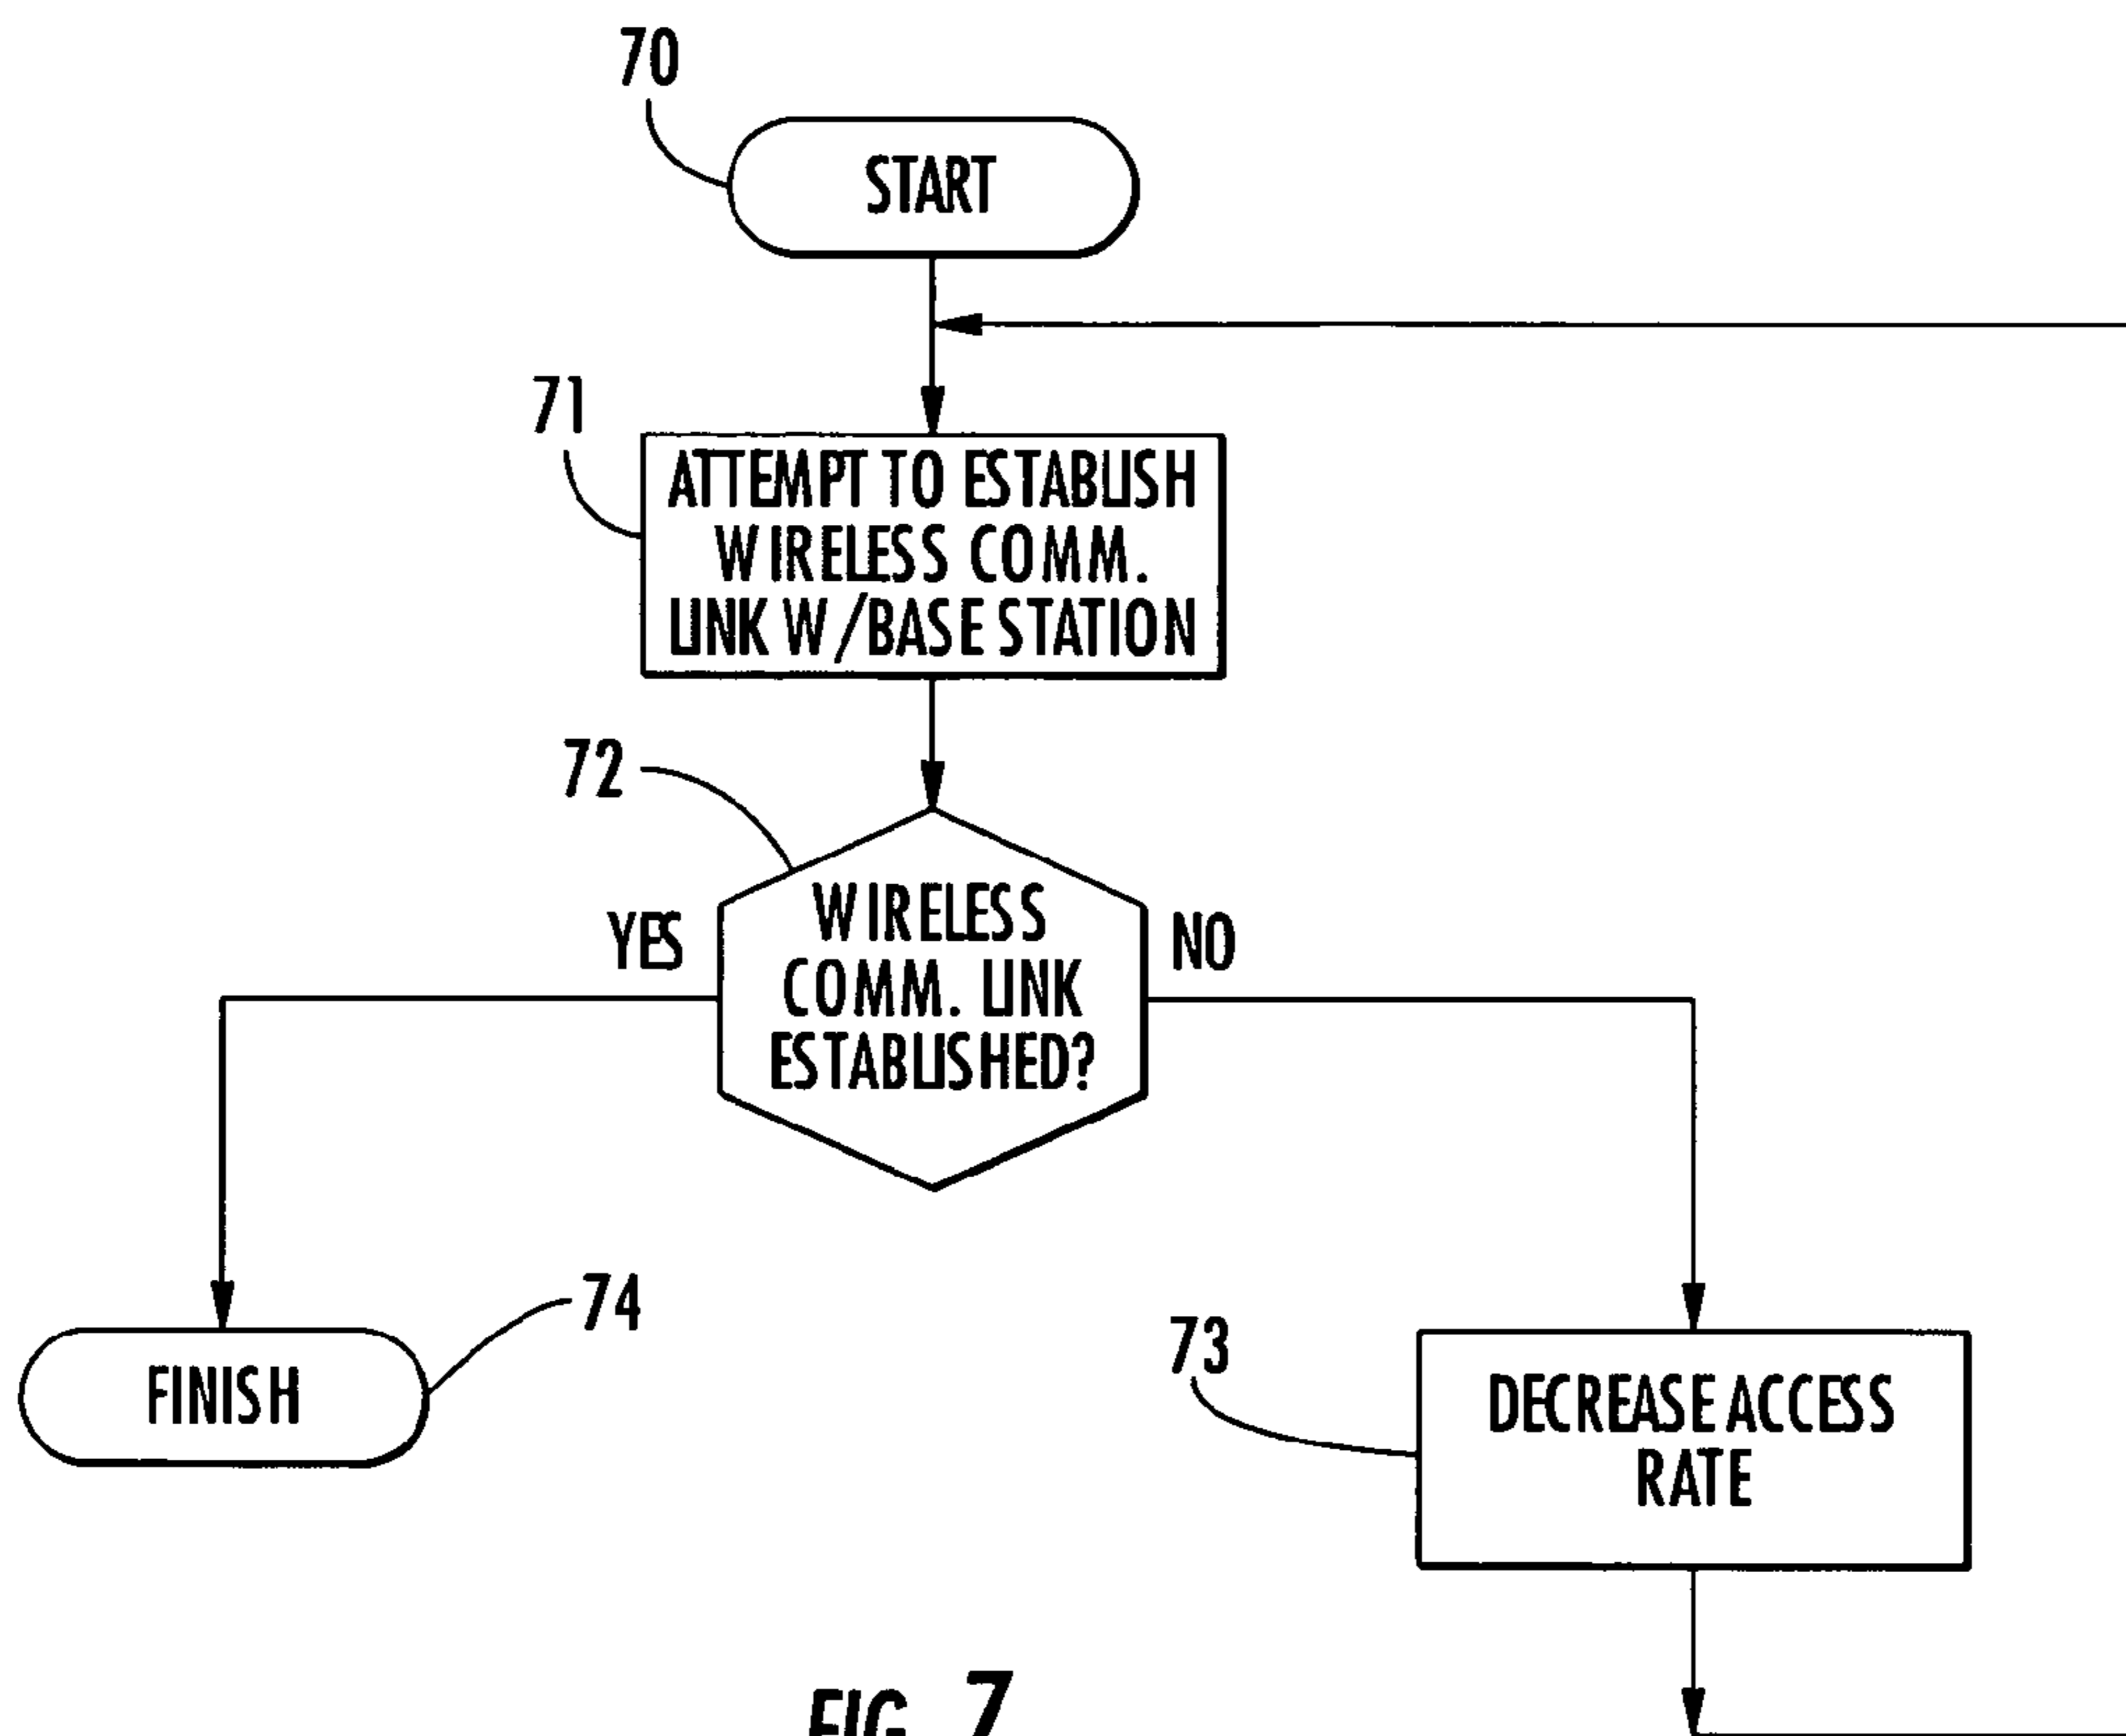 70
START
71
ATTEMPT TO ESTABLISH
WIRELESS COMM.
LINK W/BASE STATION
72
YES
WIRELESS
COMM. LINK
ESTABLISHED?
NO
74
FINISH
73
DECREASE ACCESS
RATE
FIG. 7